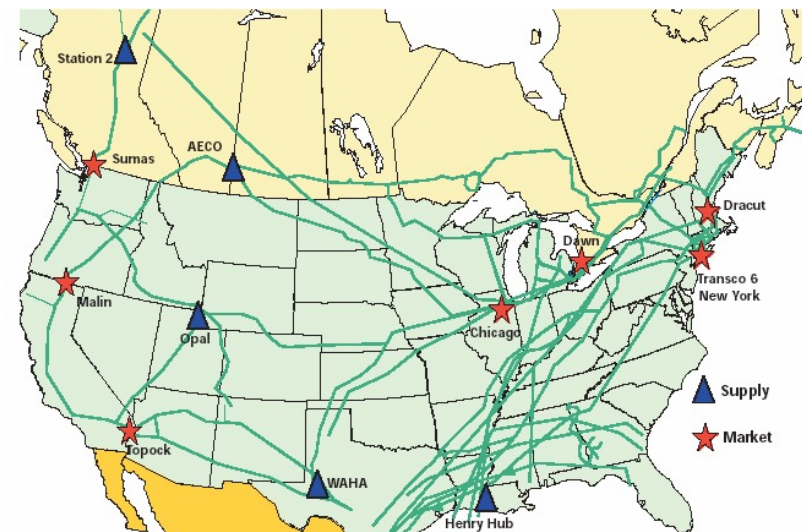 Station 2
Sumas
AECO
Dracut
Dawn
Transco 6
New York
Malin
Opal
Chicago
Supply
Market
Topock
WAHA
Henry Hub